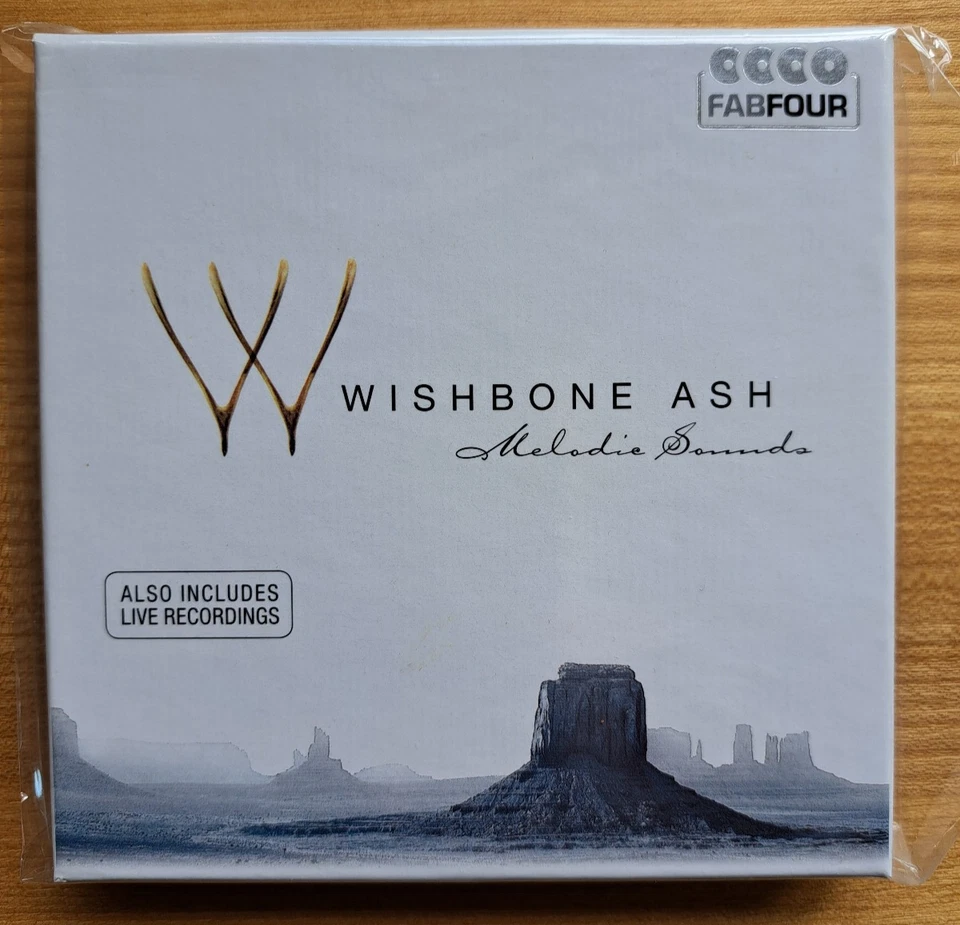 FABFOUR
WISHBONE ASH
Melodic Sounds
ALSO INCLUDES
LIVE RECORDINGS